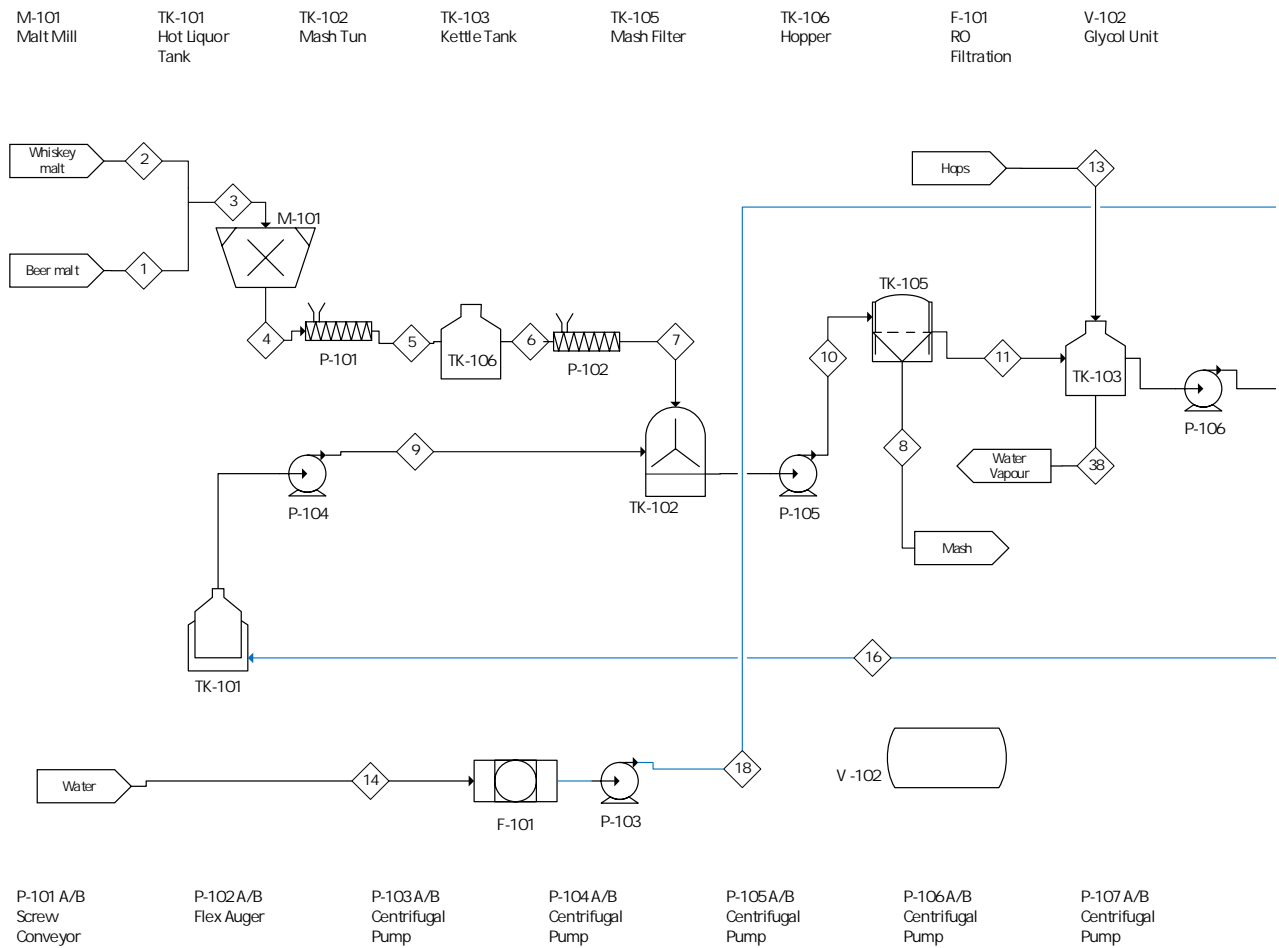 M-101
Malt Mill
TK-101
Hot Liquor
Tank
TK-102
Mash Tun
TK-103
Kettle Tank
TK-105
Mash Filter
TK-106
Hopper
F-101
RO
Filtration
V-102
Glycol Unit
Whiskey
malt
2
3
M-101
Beer malt
1
4
P-101
5
TK-106
6
P-102
7
Hops
13
TK-105
10
11
TK-103
P-106
8
Water
Vapour
38
Mash
P-104
9
TK-102
P-105
TK-101
16
Water
14
F-101
P-103
18
V-102
P-101 A/B
Screw
Conveyor
P-102 A/B
Flex Auger
P-103 A/B
Centrifugal
Pump
P-104 A/B
Centrifugal
Pump
P-105 A/B
Centrifugal
Pump
P-106 A/B
Centrifugal
Pump
P-107 A/B
Centrifugal
Pump